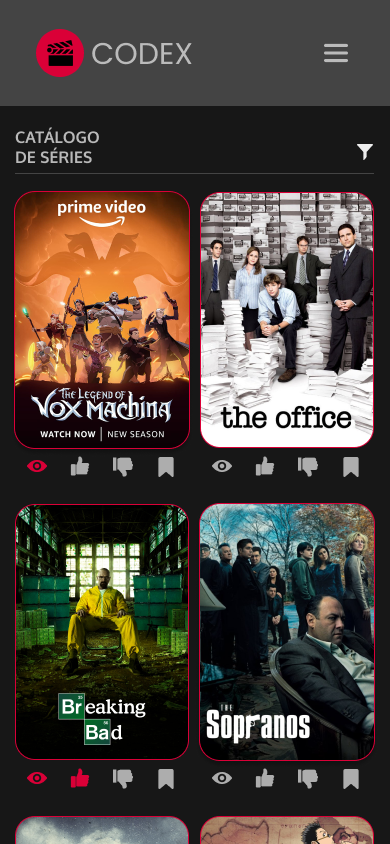 CODEX
CATÁLOGO
DE SÉRIES
prime video
THE LEGEND OF
VOX MACHINA
WATCH NOW | NEW SEASON
the office
Breaking
Bad
THE
Sopranos